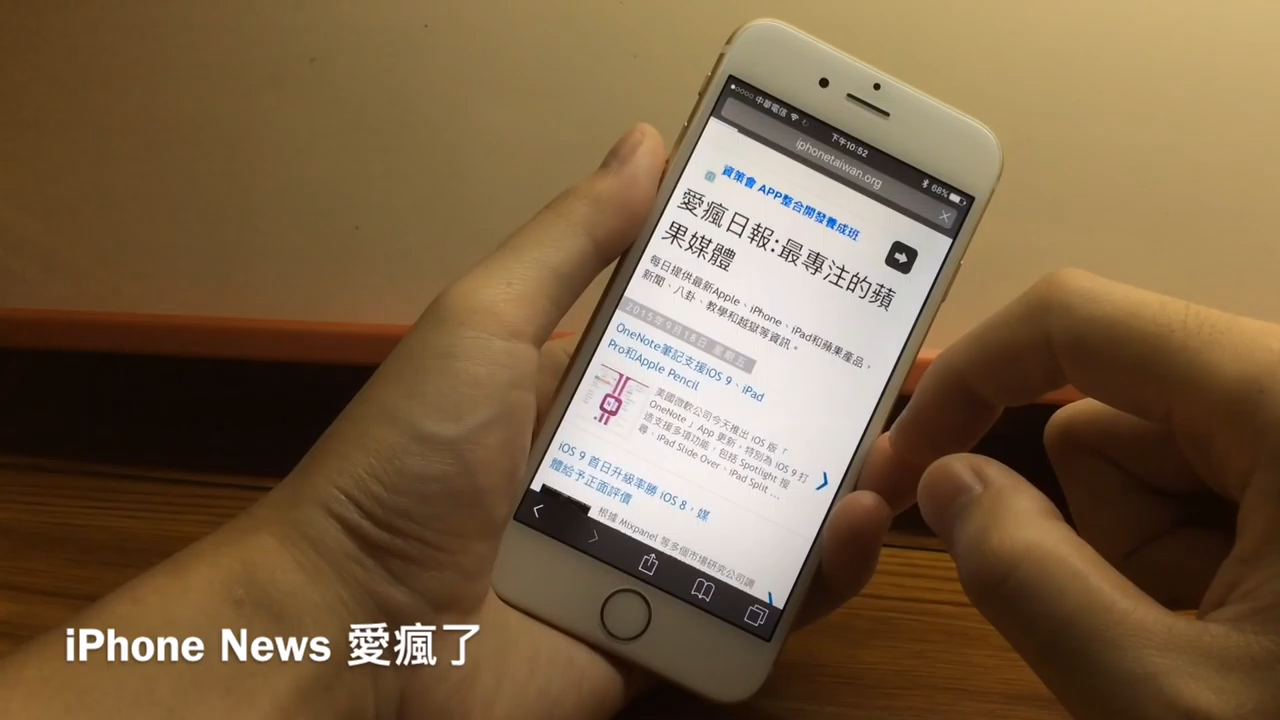 中華電信
下午10:52
68%
iphonetaiwan.org
資策會 APP整合開發養成班
愛瘋日報:最專注的蘋
果媒體
每日提供最新Apple、iPhone、iPad和蘋果產品,
新聞、八卦、教學和越獄等資訊。
2015年9月18日 星期五
OneNote筆記支援iOS 9、iPad
Pro和Apple Pencil
美國微軟公司今天推出 iOS 版「
OneNote 」App 更新,特別為 iOS 9 打
造支援多項功能,包括 Spotlight 搜
尋、iPad Slide Over、iPad Split ...
iOS 9 首日升級率勝 iOS 8,媒
體給予正面評價
根據 Mixpanel 等多個市場研究公司調
iPhone News 愛瘋了